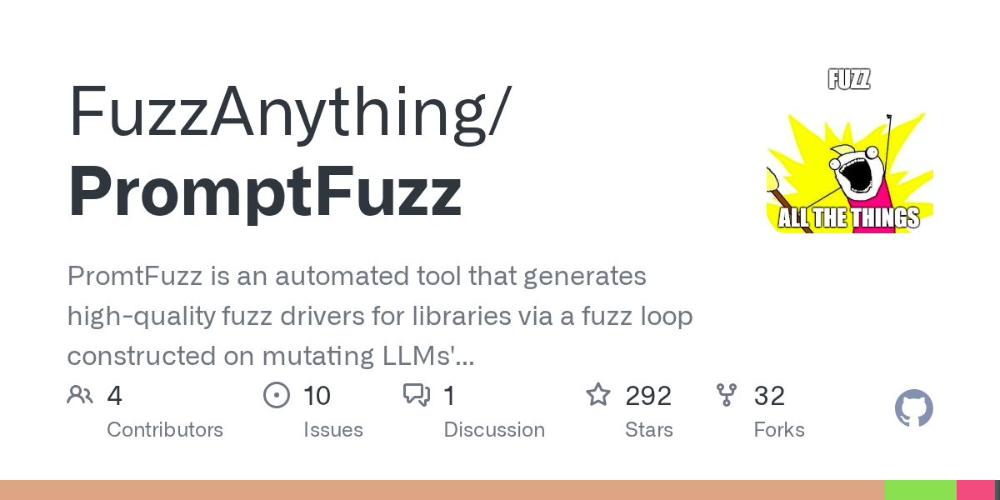 FuzzAnything/
PromptFuzz
FUZZ
ALL THE THINGS
PromtFuzz is an automated tool that generates
high-quality fuzz drivers for libraries via a fuzz loop
constructed on mutating LLMs'...
4
Contributors
10
Issues
1
Discussion
292
Stars
32
Forks